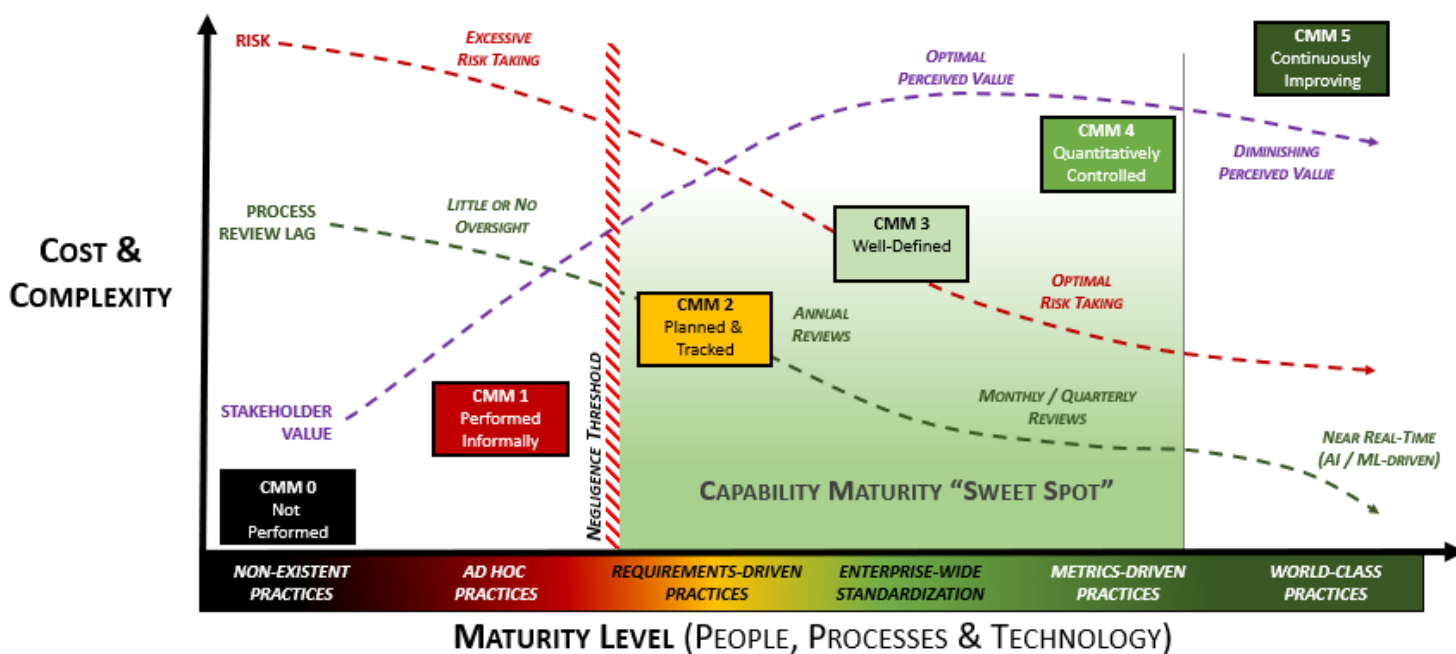 RISK
EXCESSIVE
RISK TAKING
OPTIMAL
PERCEIVED VALUE
CMM 5
Continuously
Improving
CMM 4
Quantitatively
Controlled
DIMINISHING
PERCEIVED VALUE
PROCESS
REVIEW LAG
LITTLE OR NO
OVERSIGHT
CMM 3
Well-Defined
COST &
COMPLEXITY
OPTIMAL
RISK TAKING
CMM 2
Planned &
Tracked
ANNUAL
REVIEWS
STAKEHOLDER
VALUE
CMM 1
Performed
Informally
NEGLIGENCE THRESHOLD
MONTHLY / QUARTERLY
REVIEWS
NEAR REAL-TIME
(AI / ML-DRIVEN)
CMM 0
Not
Performed
CAPABILITY MATURITY “SWEET SPOT”
NON-EXISTENT
PRACTICES
AD HOC
PRACTICES
REQUIREMENTS-DRIVEN
PRACTICES
ENTERPRISE-WIDE
STANDARDIZATION
METRICS-DRIVEN
PRACTICES
WORLD-CLASS
PRACTICES
MATURITY LEVEL (PEOPLE, PROCESSES & TECHNOLOGY)